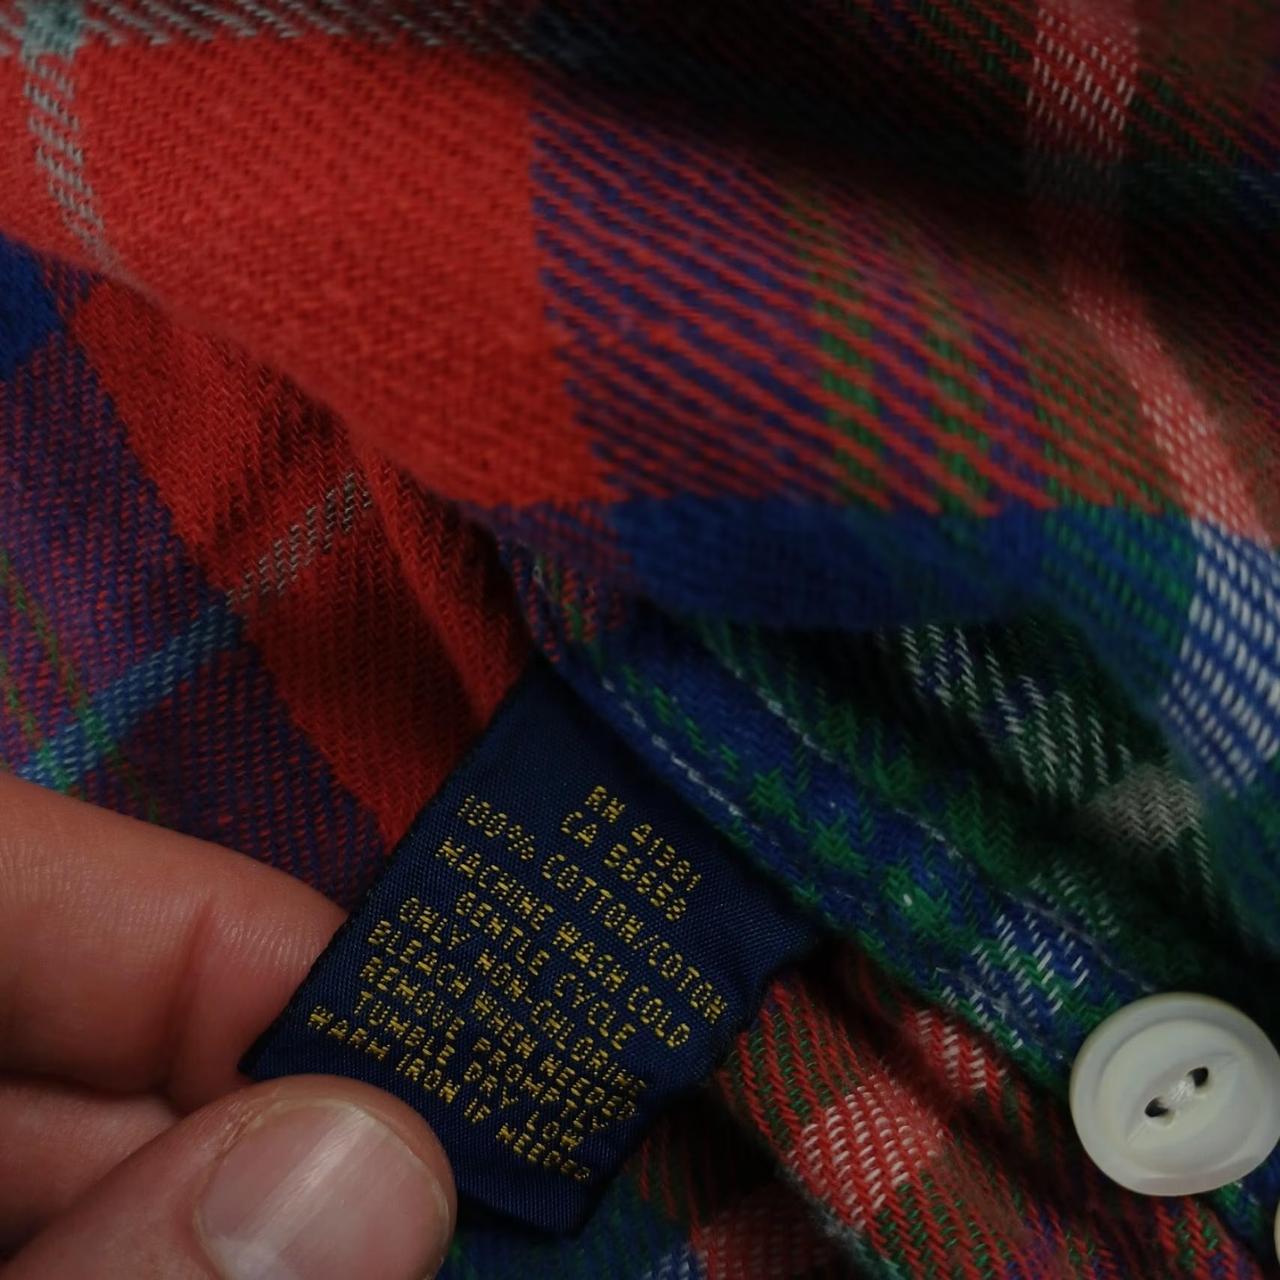 RN 41381
CA 56659
100% COTTON/COTON
MACHINE WASH COLD
GENTLE CYCLE
ONLY NON-CHLORINE
BLEACH WHEN NEEDED
REMOVE PROMPTLY
TUMBLE DRY LOW
WARM IRON IF NEEDED